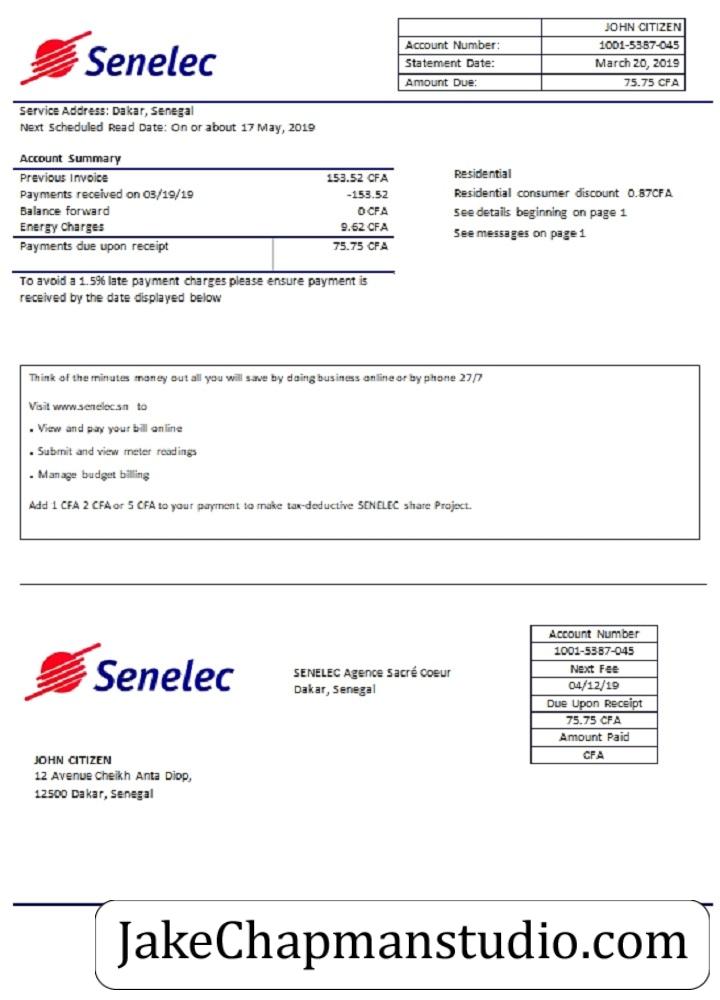 Senelec
JOHN CITIZEN
Account Number: 1001-5387-045
Statement Date: March 20, 2019
Amount Due: 75.75 CFA
Service Address: Dakar, Senegal
Next Scheduled Read Date: On or about 17 May, 2019
Account Summary
Previous Invoice 153.52 CFA
Payments received on 03/19/19 -153.52
Balance forward 0 CFA
Energy Charges 9.62 CFA
Payments due upon receipt 75.75 CFA
Residential
Residential consumer discount 0.87CFA
See details beginning on page 1
See messages on page 1
To avoid a 1.5% late payment charges please ensure payment is
received by the date displayed below
Think of the minutes money out all you will save by doing business online or by phone 27/7
Visit www.senelec.sn to
• View and pay your bill online
• Submit and view meter readings
• Manage budget billing
Add 1 CFA 2 CFA or 5 CFA to your payment to make tax-deductive SENELEC share Project.
Senelec
SENELEC Agence Sacré Coeur
Dakar, Senegal
Account Number
1001-5387-045
Next Fee
04/12/19
Due Upon Receipt
75.75 CFA
Amount Paid
CFA
JOHN CITIZEN
12 Avenue Cheikh Anta Diop,
12500 Dakar, Senegal
JakeChapmanstudio.com